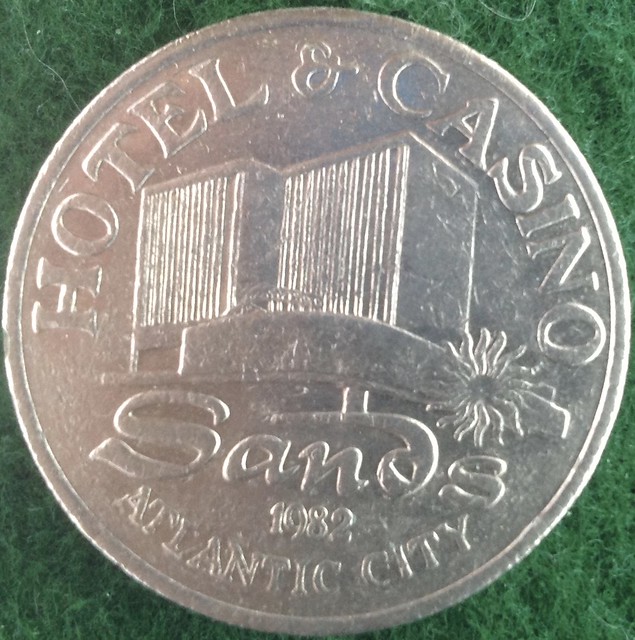 HOTEL & CASINO
Sands
1982
ATLANTIC CITY